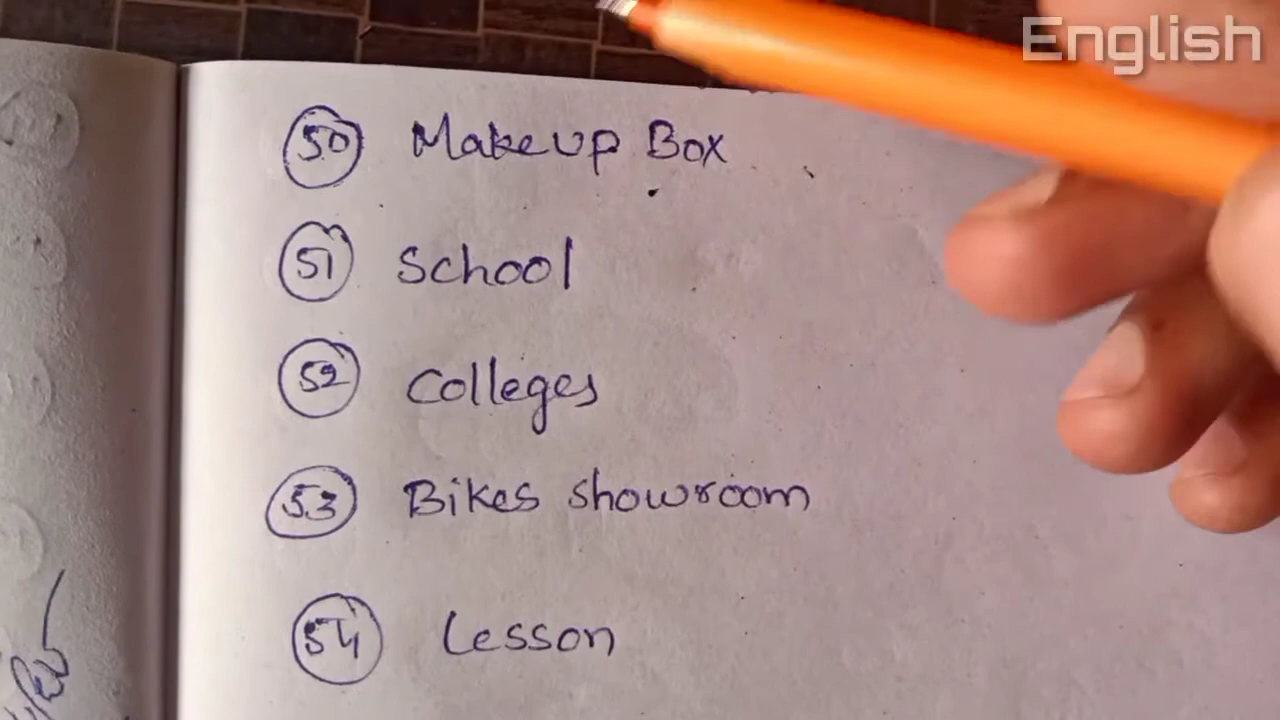 English
50 Makeup Box
51 School
52 Colleges
53 Bikes showroom
54 Lesson